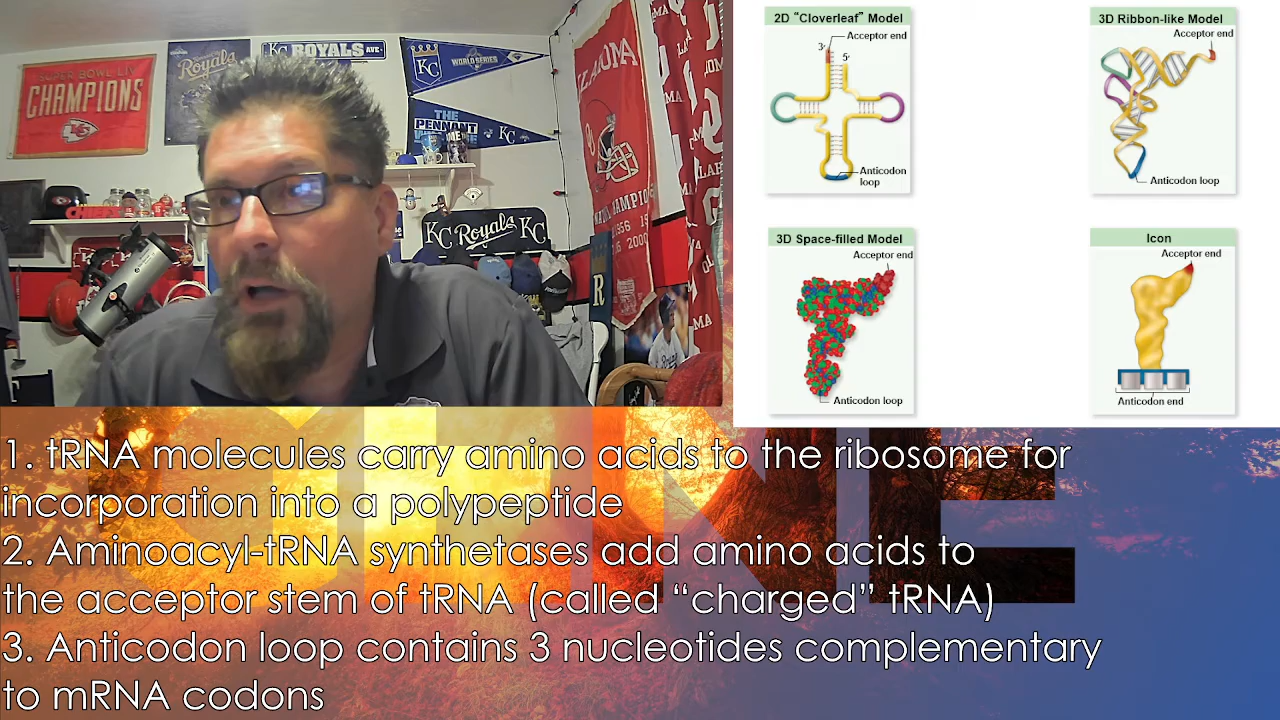 SUPER BOWL LIV
CHAMPIONS
Royals
KC ROYALS AVE
KC
WORLD SERIES
THE
PENNANT
KC
KC Royals KC
R
2D “Cloverleaf” Model
Acceptor end
3'
5'
Anticodon
loop
3D Ribbon-like Model
Acceptor end
Anticodon loop
3D Space-filled Model
Acceptor end
Anticodon loop
Icon
Acceptor end
Anticodon end
1. tRNA molecules carry amino acids to the ribosome for
incorporation into a polypeptide
2. Aminoacyl-tRNA synthetases add amino acids to
the acceptor stem of tRNA (called “charged” tRNA)
3. Anticodon loop contains 3 nucleotides complementary
to mRNA codons